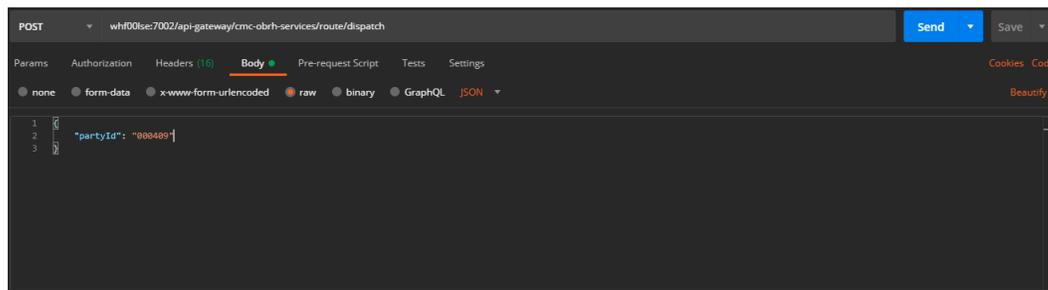 POST whf00lse:7002/api-gateway/cmc-obrh-services/route/dispatch Send Save
Params Authorization Headers (16) Body Pre-request Script Tests Settings Cookies Cod
none form-data x-www-form-urlencoded raw binary GraphQL JSON Beautify
1 {
2 "partyId": "000409"
3 }